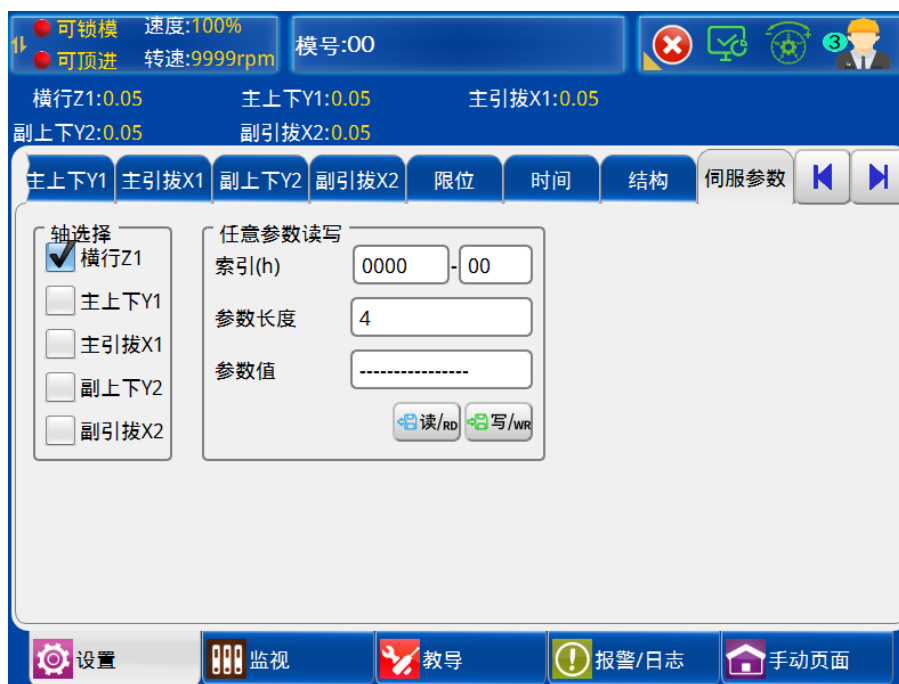 可锁模 速度:100%
可顶进 转速:9999rpm
模号:00
3
横行Z1:0.05 主上下Y1:0.05 主引拔X1:0.05
副上下Y2:0.05 副引拔X2:0.05
主上下Y1 主引拔X1 副上下Y2 副引拔X2 限位 时间 结构 伺服参数
轴选择
横行Z1
主上下Y1
主引拔X1
副上下Y2
副引拔X2
任意参数读写
索引(h) 0000 - 00
参数长度 4
参数值 ----------------
读/RD 写/WR
设置 监视 教导 报警/日志 手动页面